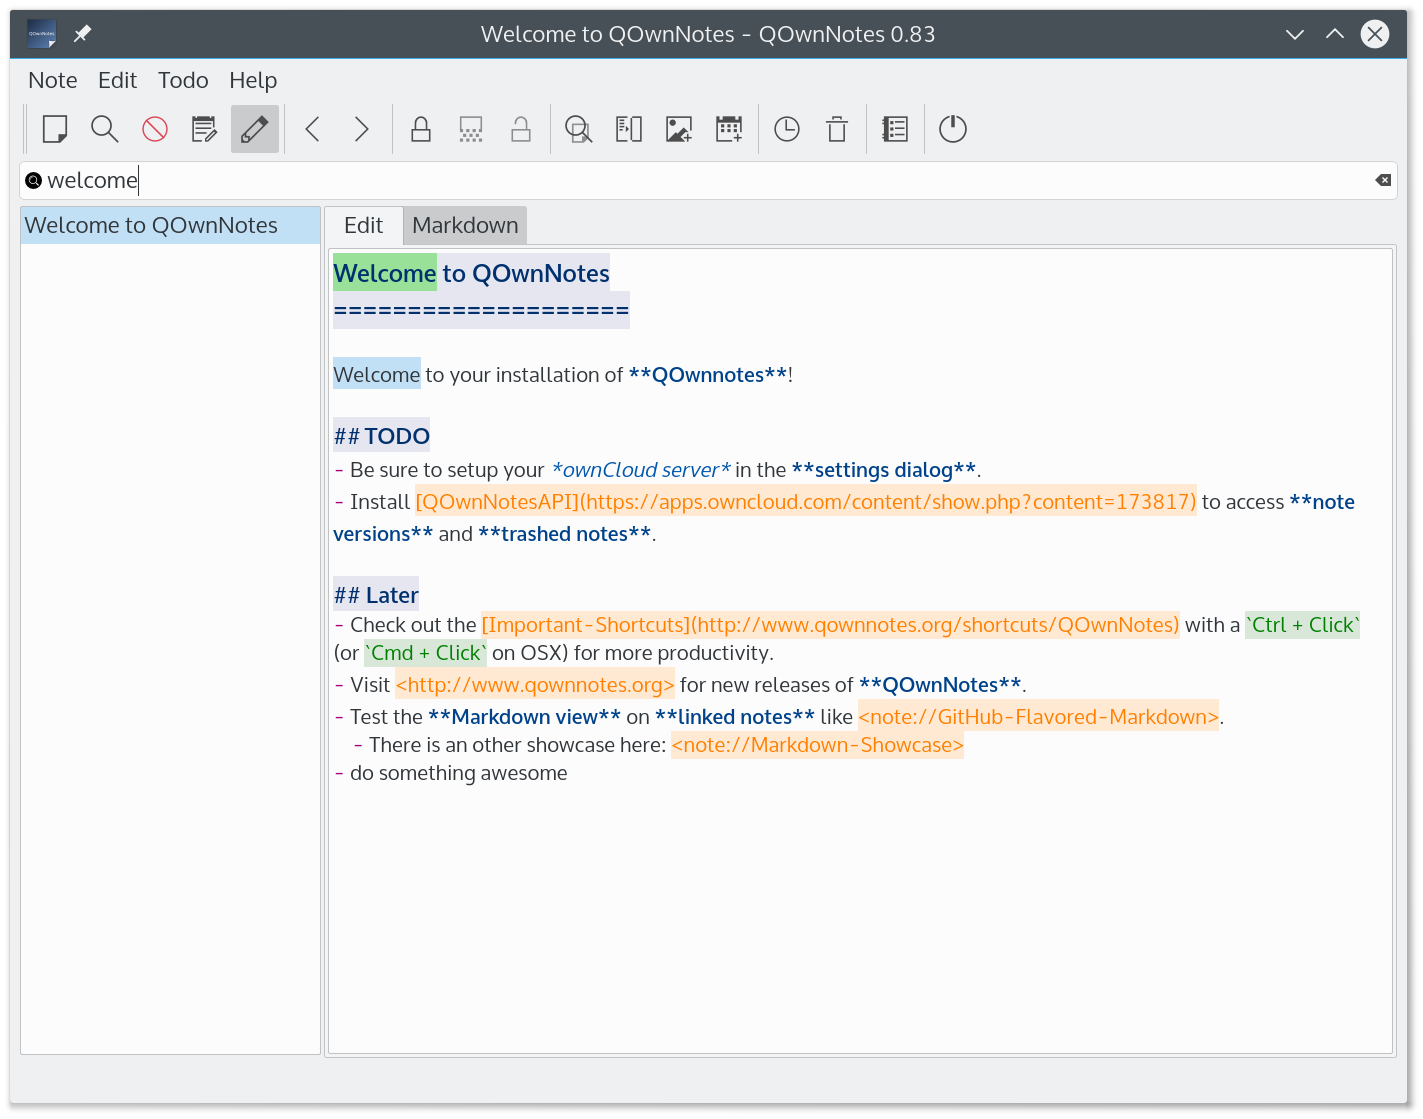 QOwnNotes
Welcome to QOwnNotes - QOwnNotes 0.83
Note Edit Todo Help
welcome
Welcome to QOwnNotes
Edit Markdown
Welcome to QOwnNotes
====================
Welcome to your installation of **QOwnnotes**!
## TODO
- Be sure to setup your *ownCloud server* in the **settings dialog**.
- Install [QOwnNotesAPI](https://apps.owncloud.com/content/show.php?content=173817) to access **note
versions** and **trashed notes**.
## Later
- Check out the [Important-Shortcuts](http://www.qownnotes.org/shortcuts/QOwnNotes) with a `Ctrl + Click`
(or `Cmd + Click` on OSX) for more productivity.
- Visit <http://www.qownnotes.org> for new releases of **QOwnNotes**.
- Test the **Markdown view** on **linked notes** like <note://GitHub-Flavored-Markdown>.
- There is an other showcase here: <note://Markdown-Showcase>
- do something awesome